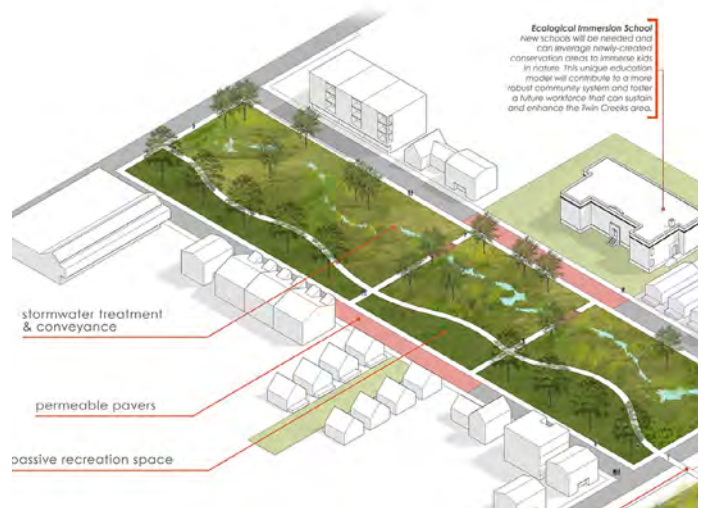 Ecological Immersion School
New schools will be needed and
can leverage newly-created
conservation areas to immerse kids
in nature. This unique education
model will contribute to a more
robust community system and foster
a future workforce that can sustain
and enhance the Twin Creeks area.
stormwater treatment
& conveyance
permeable pavers
passive recreation space